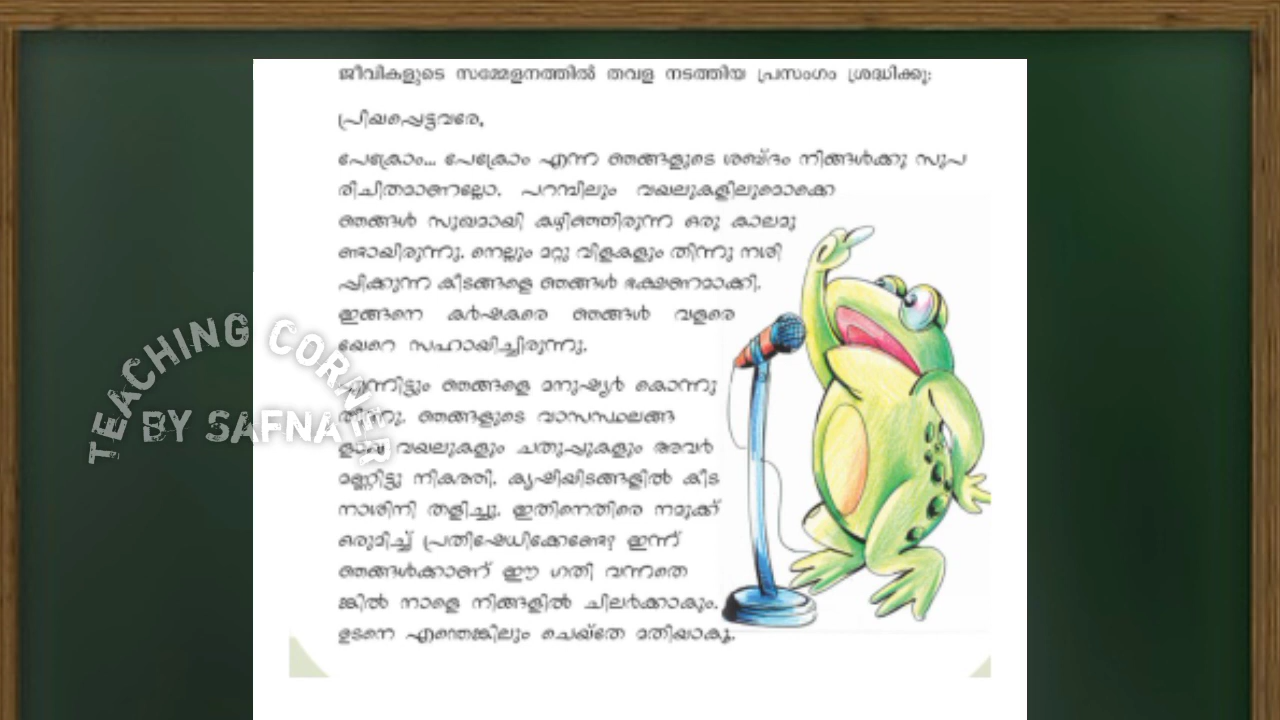 ജീവികളുടെ സമ്മേളനത്തിൽ തവള നടത്തിയ പ്രസംഗം ശ്രദ്ധിക്കൂ:
പ്രിയപ്പെട്ടവരേ,
പേക്രോം... പേക്രോം എന്ന ഞങ്ങളുടെ ശബ്ദം നിങ്ങൾക്കു സുപ
രിചിതമാണല്ലോ. പറമ്പിലും വയലുകളിലുമൊക്കെ
ഞങ്ങൾ സുഖമായി കഴിഞ്ഞിരുന്ന ഒരു കാലമു
ണ്ടായിരുന്നു. നെല്ലും മറ്റു വിളകളും തിന്നു നശി
പ്പിക്കുന്ന കീടങ്ങളെ ഞങ്ങൾ ഭക്ഷണമാക്കി.
ഇങ്ങനെ കർഷകരെ ഞങ്ങൾ വളരെ
യേറെ സഹായിച്ചിരുന്നു.
എന്നിട്ടും ഞങ്ങളെ മനുഷ്യർ കൊന്നു
തിന്നു. ഞങ്ങളുടെ വാസസ്ഥലങ്ങ
ളായ വയലുകളും ചതുപ്പുകളും അവർ
മണ്ണിട്ടു നികത്തി. കൃഷിയിടങ്ങളിൽ കീട
നാശിനി തളിച്ചു. ഇതിനെതിരെ നമുക്ക്
ഒരുമിച്ച് പ്രതിഷേധിക്കേണ്ടേ? ഇന്ന്
ഞങ്ങൾക്കാണ് ഈ ഗതി വന്നതെ
ങ്കിൽ നാളെ നിങ്ങളിൽ ചിലർക്കാകും.
ഉടനെ എന്തെങ്കിലും ചെയ്തേ മതിയാകൂ.
TEACHING CORNER
BY SAFNA